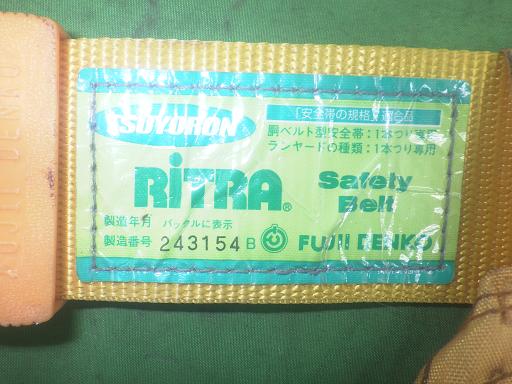 TSUYORON
「安全帯の規格」適合品
胴ベルト型安全帯：1本つり専用
ランヤードの種類：1本つり専用
RiTRA® Safety Belt
製造年月 バックルに表示
製造番号 243154 B FUJII DENKO